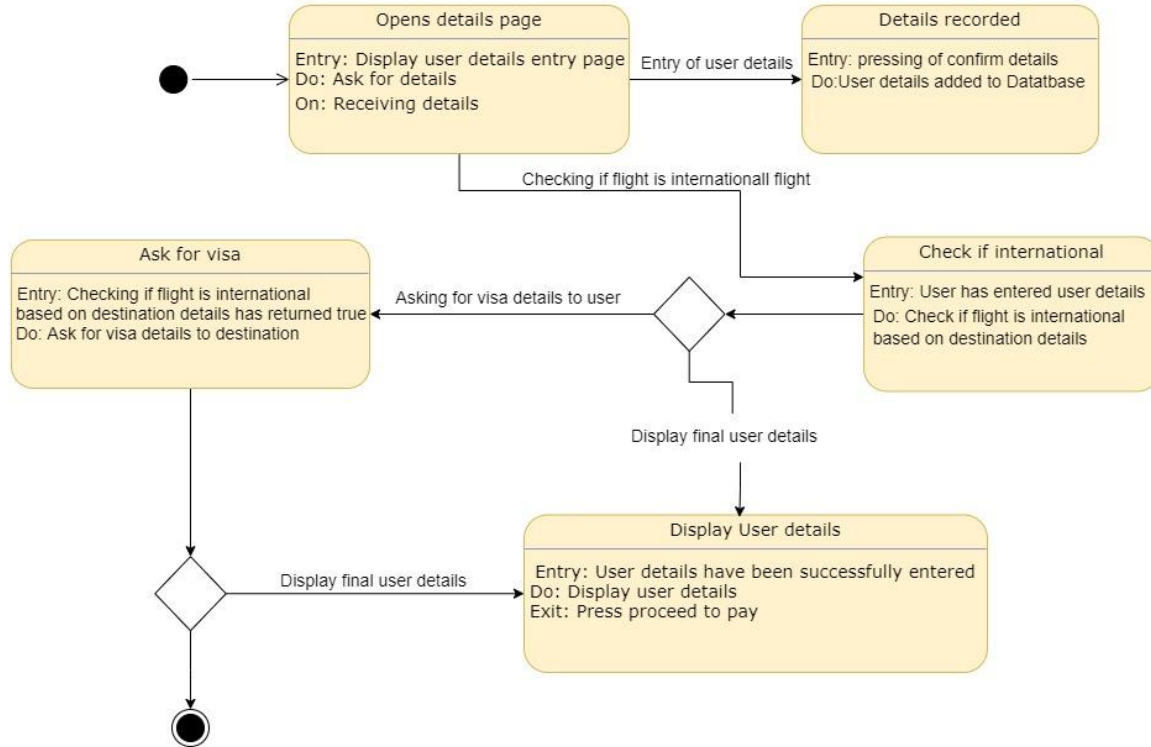 Opens details page
Entry: Display user details entry page
Do: Ask for details
On: Receiving details
Entry of user details
Details recorded
Entry: pressing of confirm details
Do:User details added to Datatbase
Checking if flight is internationall flight
Ask for visa
Entry: Checking if flight is international
based on destination details has returned true
Do: Ask for visa details to destination
Asking for visa details to user
Check if international
Entry: User has entered user details
Do: Check if flight is international
based on destination details
Display final user details
Display User details
Entry: User details have been successfully entered
Do: Display user details
Exit: Press proceed to pay
Display final user details